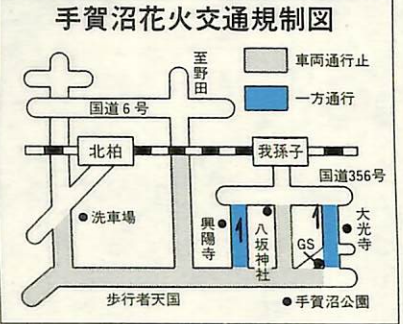 手賀沼花火交通規制図
車両通行止
一方通行
至野田
国道6号
北柏
我孫子
国道356号
洗車場
興陽寺
八坂神社
GS
大光寺
歩行者天国
手賀沼公園